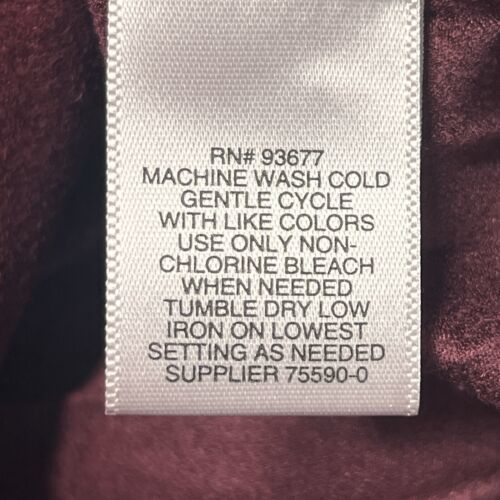 RN# 93677
MACHINE WASH COLD
GENTLE CYCLE
WITH LIKE COLORS
USE ONLY NON-
CHLORINE BLEACH
WHEN NEEDED
TUMBLE DRY LOW
IRON ON LOWEST
SETTING AS NEEDED
SUPPLIER 75590-0